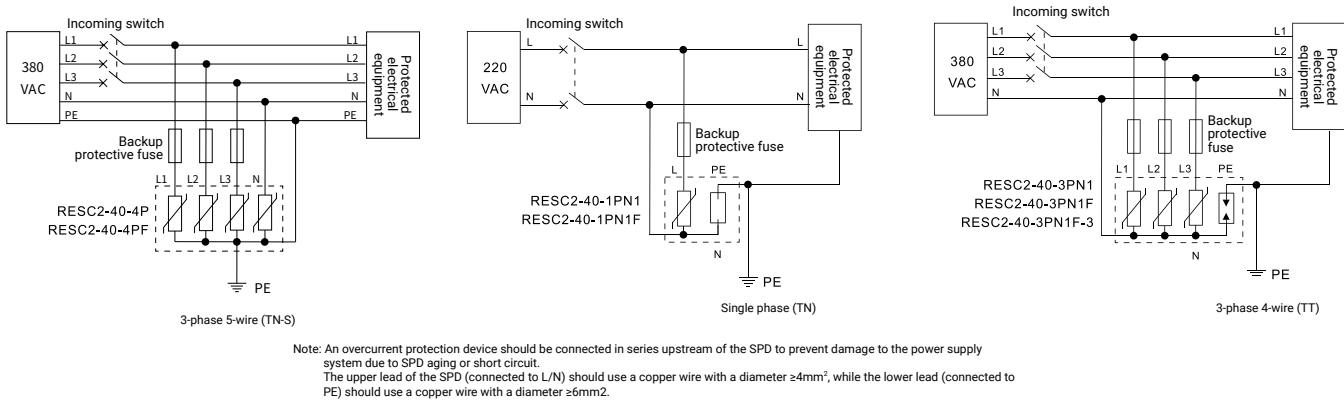 Incoming switch
L1
L1
L2
L2
380
VAC
L3
L3
N
N
PE
PE
Protected
electrical
equipment
Backup
protective fuse
L1
L2
L3
N
RESC2-40-4P
RESC2-40-4PF
PE
3-phase 5-wire (TN-S)
Incoming switch
L
L
220
VAC
N
N
Protected
electrical
equipment
Backup
protective fuse
L
PE
RESC2-40-1PN1
RESC2-40-1PN1F
N
PE
Single phase (TN)
Incoming switch
L1
L1
L2
L2
380
VAC
L3
L3
N
N
Protected
electrical
equipment
Backup
protective
fuse
L1
L2
L3
PE
RESC2-40-3PN1
RESC2-40-3PN1F
RESC2-40-3PN1F-3
N
PE
3-phase 4-wire (TT)
Note: An overcurrent protection device should be connected in series upstream of the SPD to prevent damage to the power supply
system due to SPD aging or short circuit.
The upper lead of the SPD (connected to L/N) should use a copper wire with a diameter ≥4mm², while the lower lead (connected to
PE) should use a copper wire with a diameter ≥6mm2.